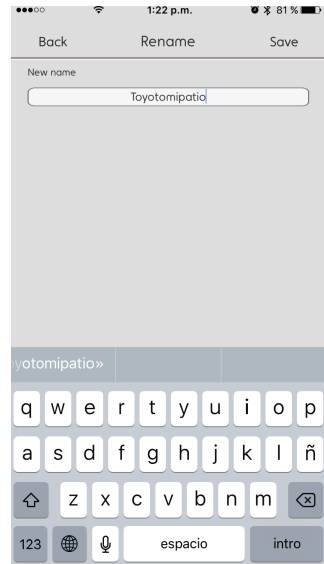 1:22 p.m. 81 %
Back Rename Save
New name
Toyotomipatio
yotomipatio»
q w e r t y u i o p
a s d f g h j k l ñ
z x c v b n m
123 espacio intro